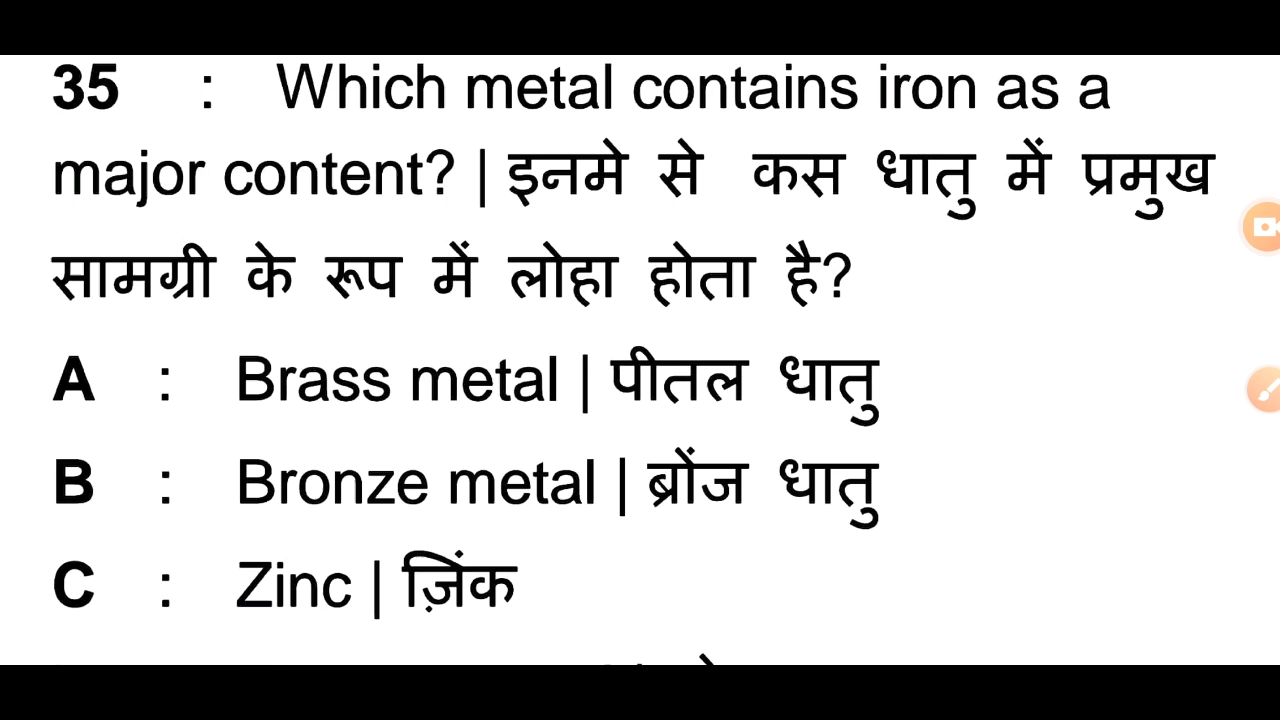 35 : Which metal contains iron as a
major content? | इनमे से कस धातु में प्रमुख
सामग्री के रूप में लोहा होता है?
A : Brass metal | पीतल धातु
B : Bronze metal | ब्रोंज धातु
C : Zinc | ज़िंक